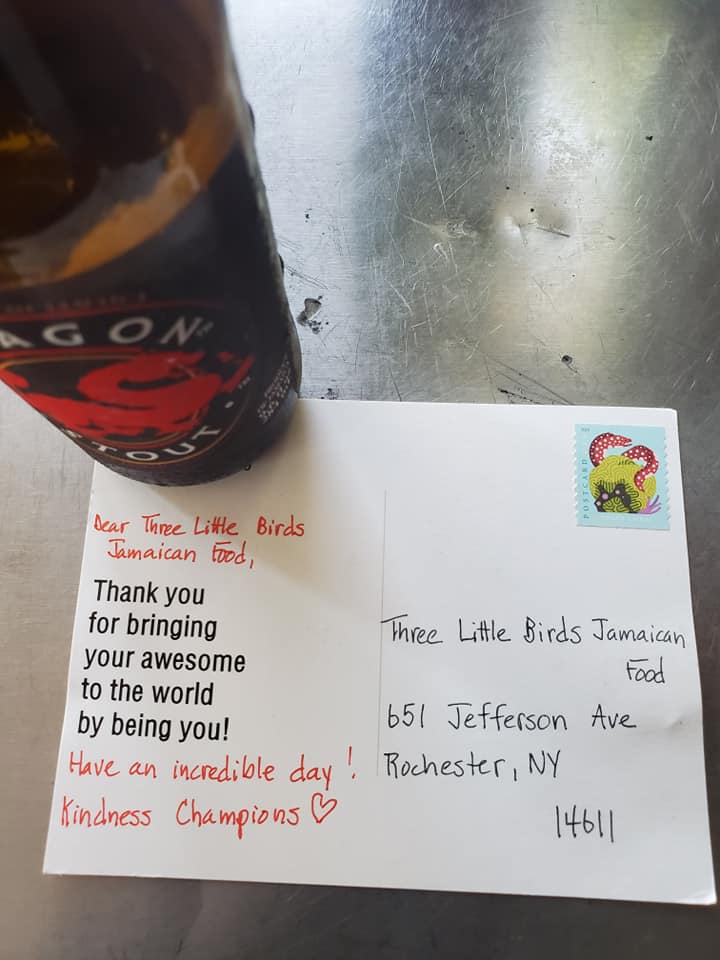 AGON
STOUT
POSTCARD
Dear Three Little Birds
Jamaican Food,
Thank you
for bringing
your awesome
to the world
by being you!
Have an incredible day!
Kindness Champions ♡
Three Little Birds Jamaican
Food
651 Jefferson Ave
Rochester, NY
14611